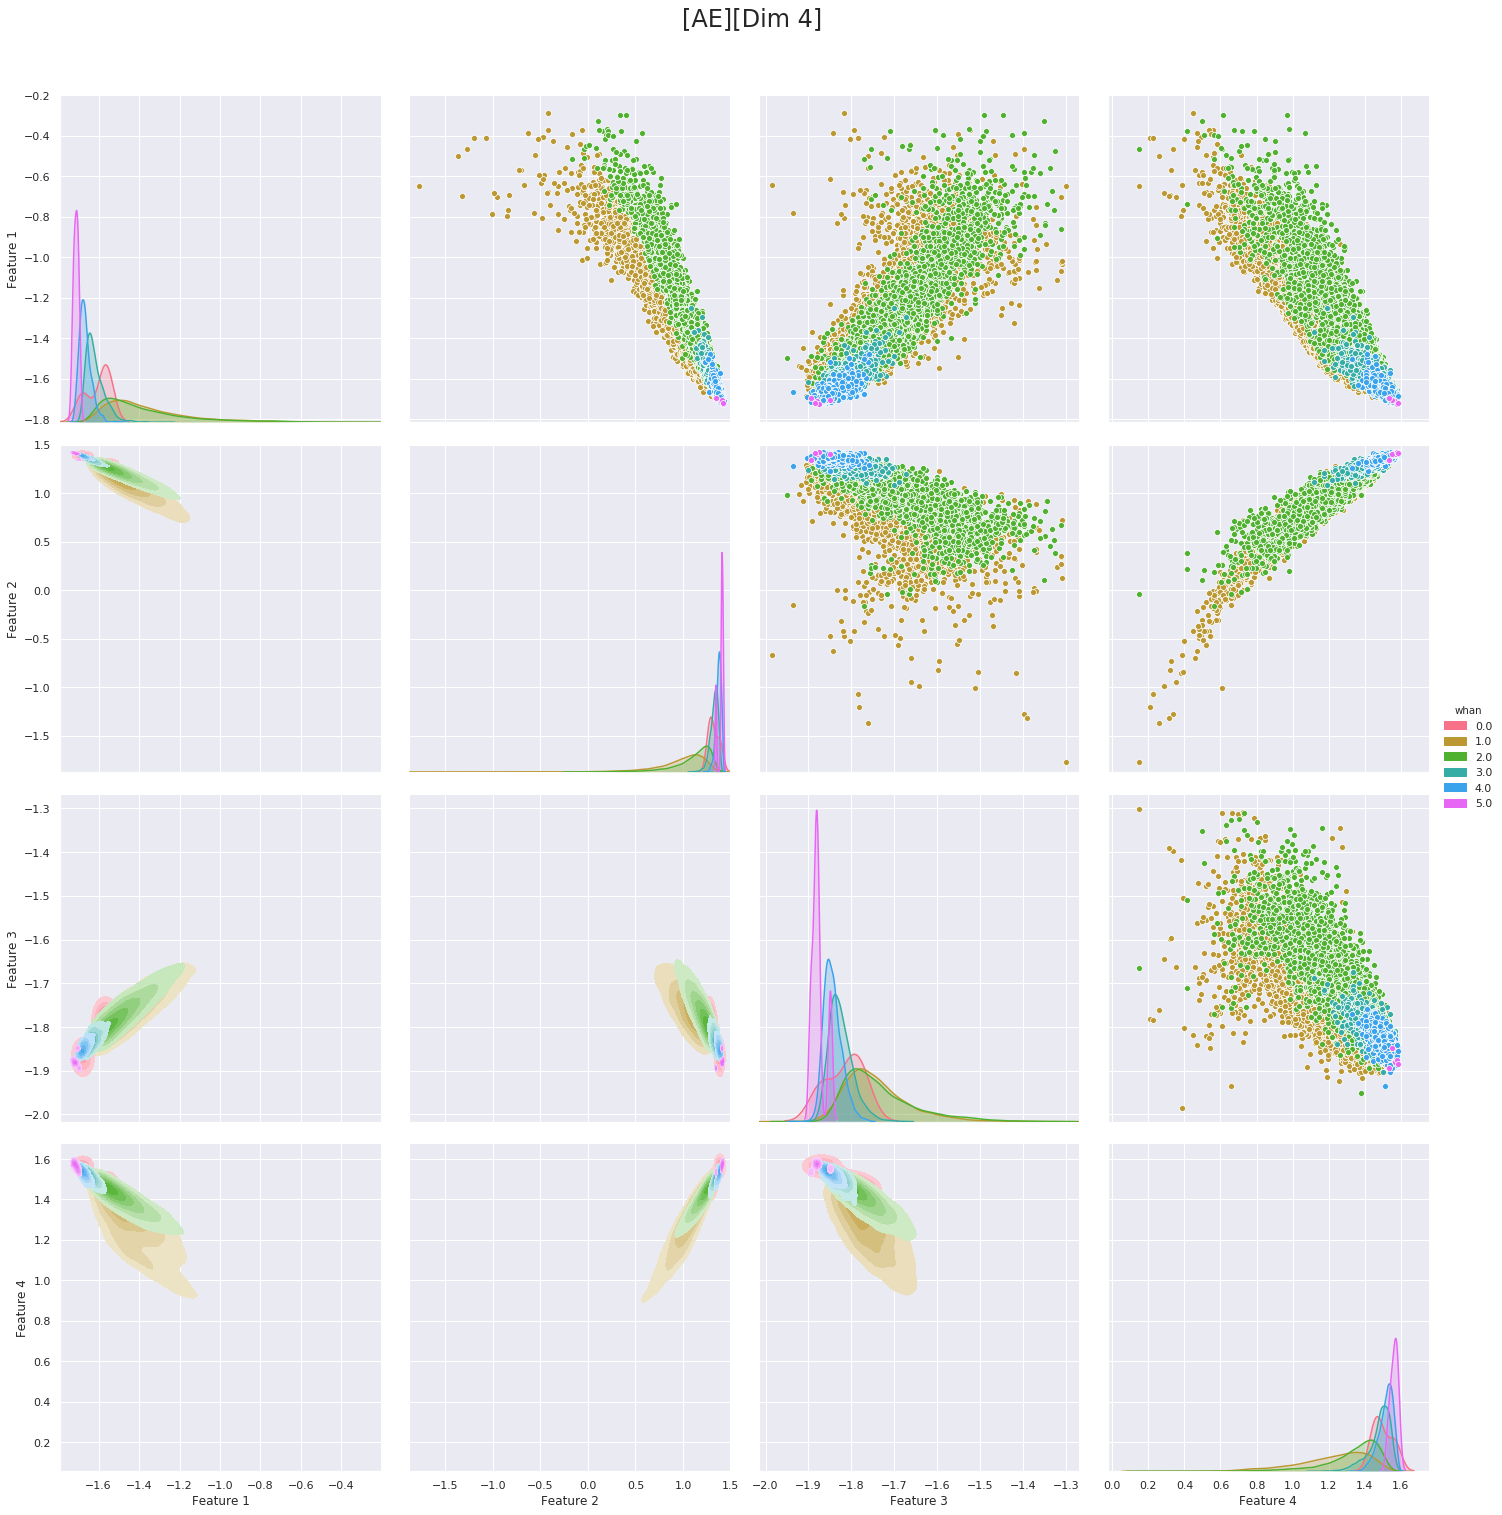 [AE][Dim 4]
−0.2
−0.4
−0.6
−0.8
−1.0
−1.2
−1.4
−1.6
−1.8
Feature 1
1.5
1.0
0.5
0.0
−0.5
−1.0
−1.5
Feature 2
whan
0.0
1.0
2.0
3.0
4.0
5.0
−1.3
−1.4
−1.5
−1.6
−1.7
−1.8
−1.9
−2.0
Feature 3
1.6
1.4
1.2
1.0
0.8
0.6
0.4
0.2
Feature 4
−1.6 −1.4 −1.2 −1.0 −0.8 −0.6 −0.4
Feature 1
−1.5 −1.0 −0.5 0.0 0.5 1.0 1.5
Feature 2
−2.0 −1.9 −1.8 −1.7 −1.6 −1.5 −1.4 −1.3
Feature 3
0.0 0.2 0.4 0.6 0.8 1.0 1.2 1.4 1.6
Feature 4